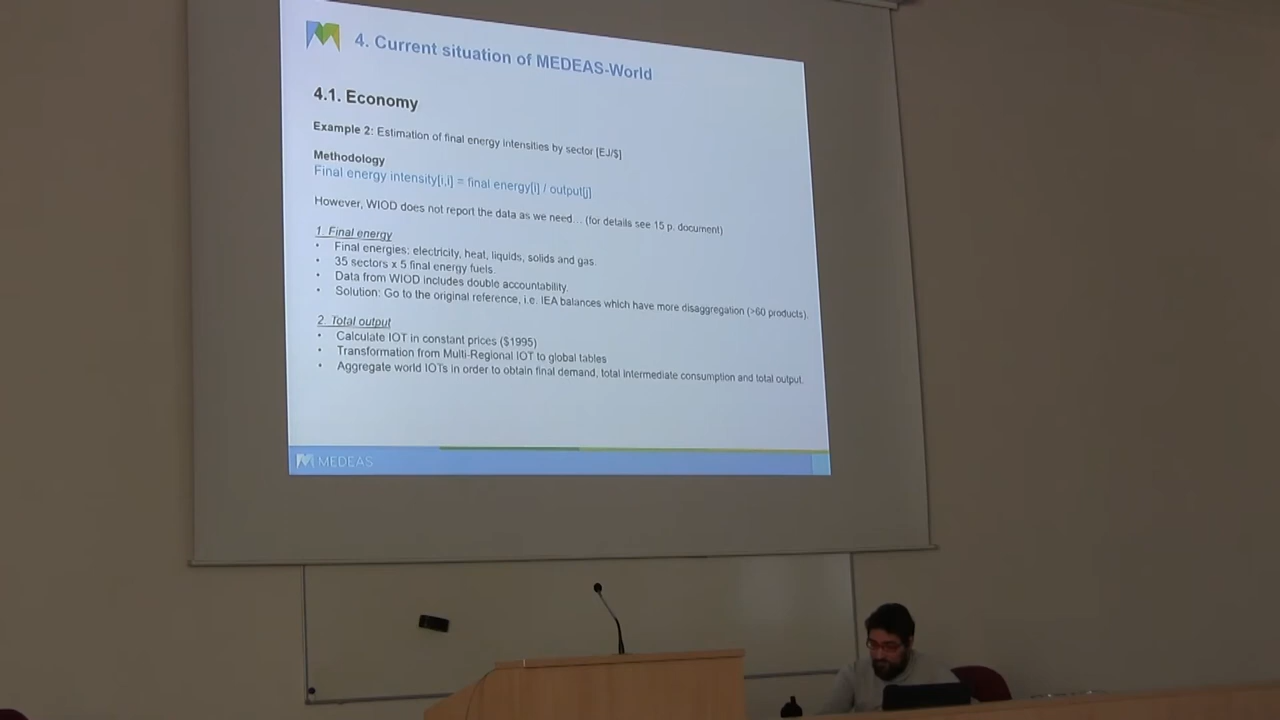 4. Current situation of MEDEAS-World
4.1. Economy
Example 2: Estimation of final energy intensities by sector [EJ/$]
Methodology
Final energy intensity[i,i] = final energy[i] / output[j]
However, WIOD does not report the data as we need… (for details see 15 p. document)
1. Final energy
• Final energies: electricity, heat, liquids, solids and gas.
• 35 sectors x 5 final energy fuels.
• Data from WIOD includes double accountability.
• Solution: Go to the original reference, i.e. IEA balances which have more disaggregation (>60 products).
2. Total output
• Calculate IOT in constant prices ($1995)
• Transformation from Multi-Regional IOT to global tables
• Aggregate world IOTs in order to obtain final demand, total intermediate consumption and total output.
MEDEAS